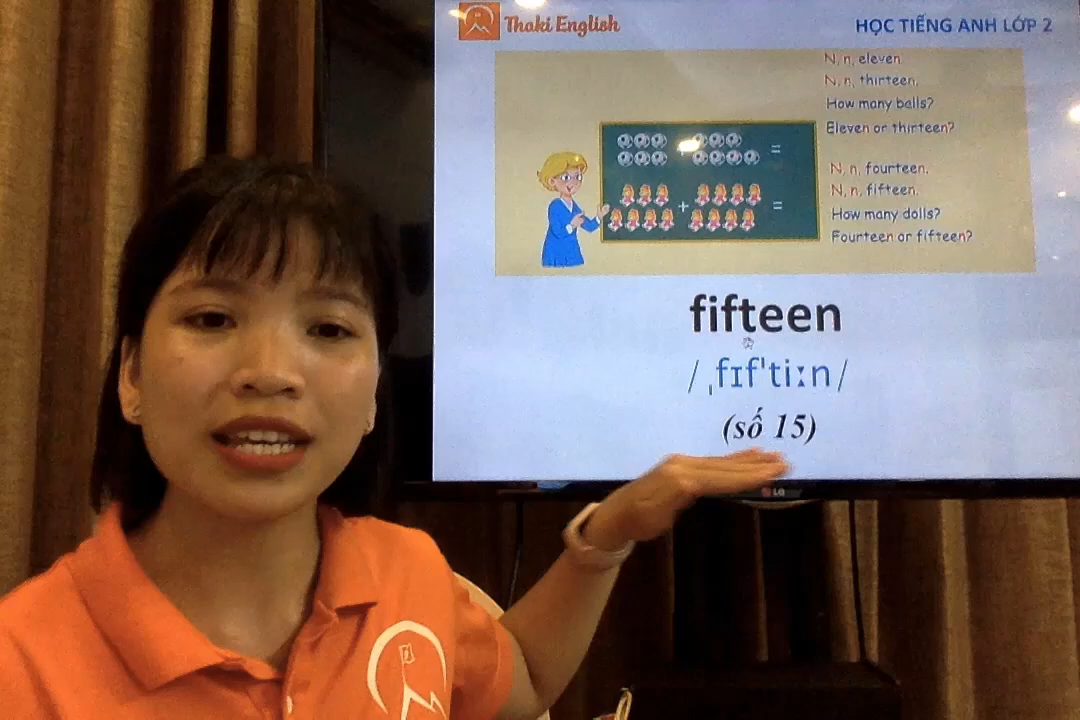 Thaki English
HỌC TIẾNG ANH LỚP 2
N, n, eleven.
N, n, thirteen.
How many balls?
Eleven or thirteen?
N, n, fourteen.
N, n, fifteen.
How many dolls?
Fourteen or fifteen?
+ =
+ =
fifteen
/ˌfɪfˈtiːn/
(số 15)
LG